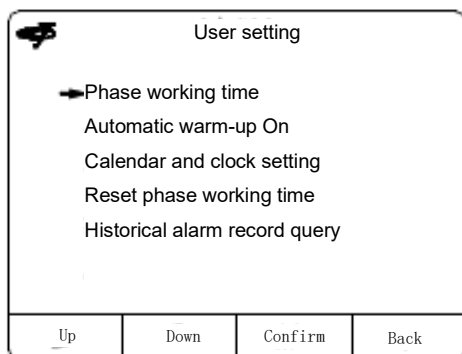 User setting
Phase working time
Automatic warm-up On
Calendar and clock setting
Reset phase working time
Historical alarm record query
Up Down Confirm Back